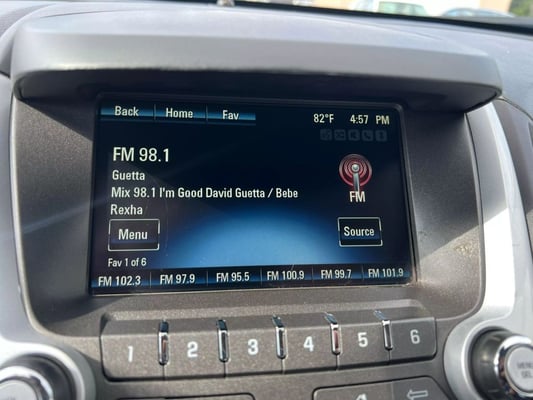 Back Home Fav 82°F 4:57 PM
FM 98.1
Guetta
Mix 98.1 I'm Good David Guetta / Bebe
Rexha
FM
Menu Source
Fav 1 of 6
FM 102.3 FM 97.9 FM 95.5 FM 100.9 FM 99.7 FM 101.9
1 2 3 4 5 6
MENU
SEL